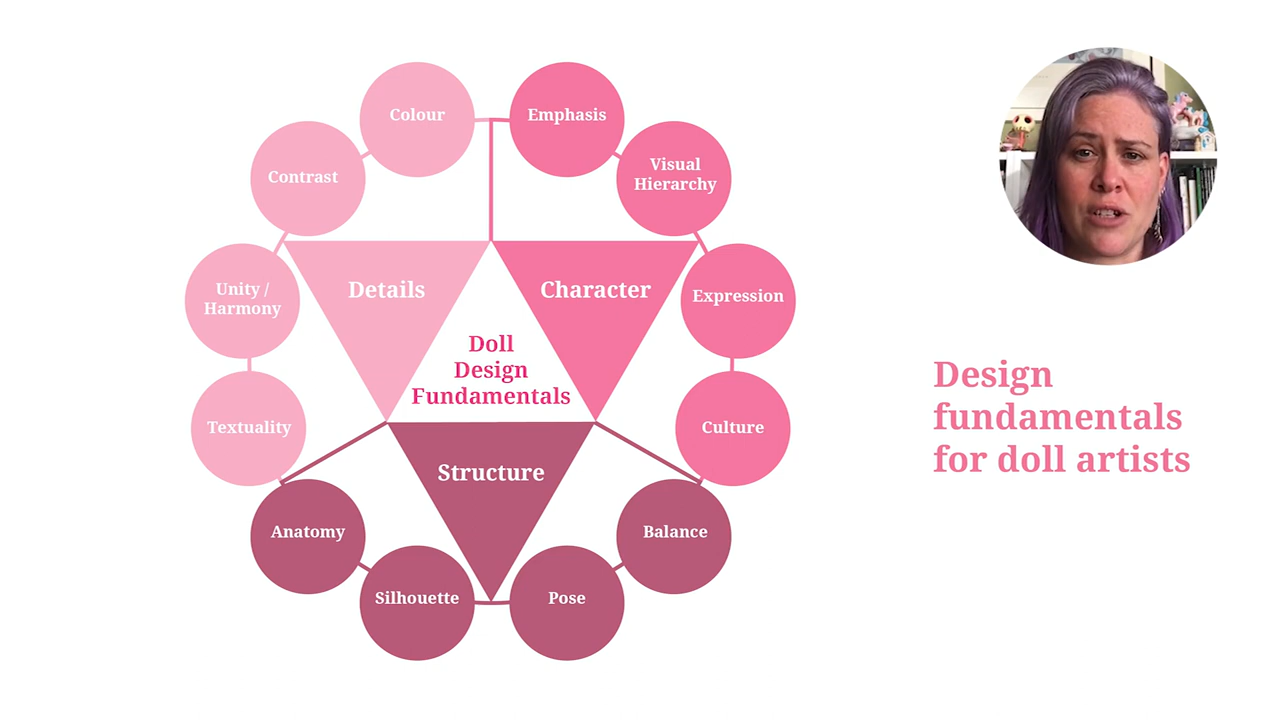 Colour
Emphasis
Contrast
Visual
Hierarchy
Unity /
Harmony
Details
Character
Expression
Doll
Design
Fundamentals
Textuality
Culture
Structure
Anatomy
Balance
Silhouette
Pose
Design
fundamentals
for doll artists